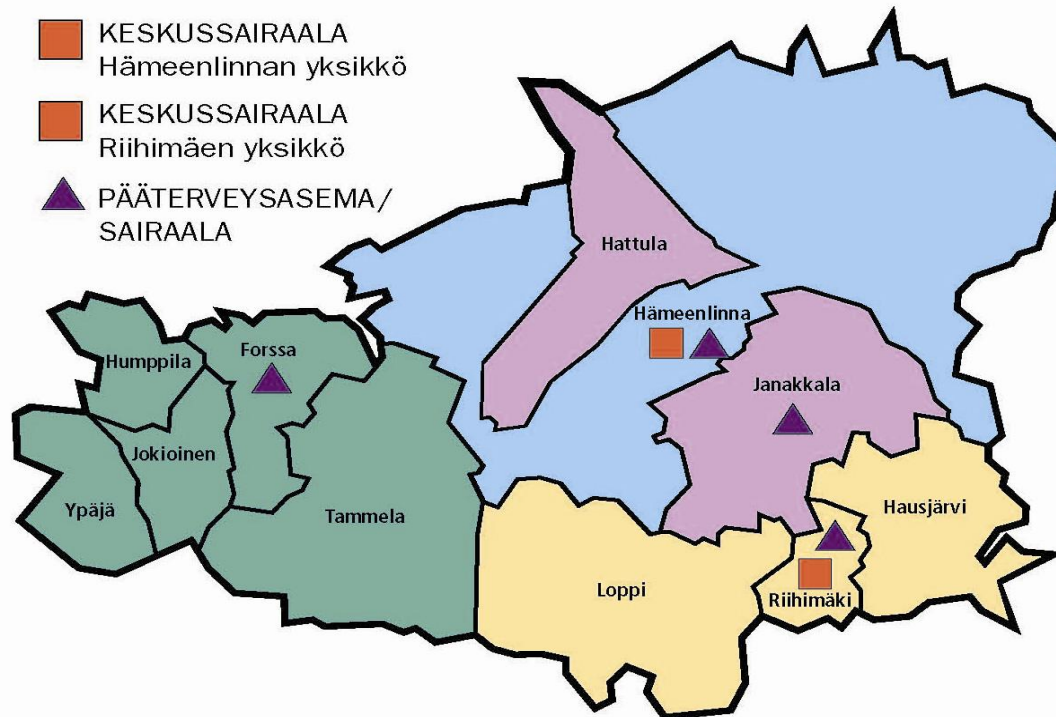 KESKUSSAIRAALA
Hämeenlinnan yksikkö
KESKUSSAIRAALA
Riihimäen yksikkö
PÄÄTERVEYSASEMA/
SAIRAALA
Hattula
Hämeenlinna
Humppila
Forssa
Janakkala
Jokioinen
Ypäjä
Tammela
Hausjärvi
Loppi
Riihimäki